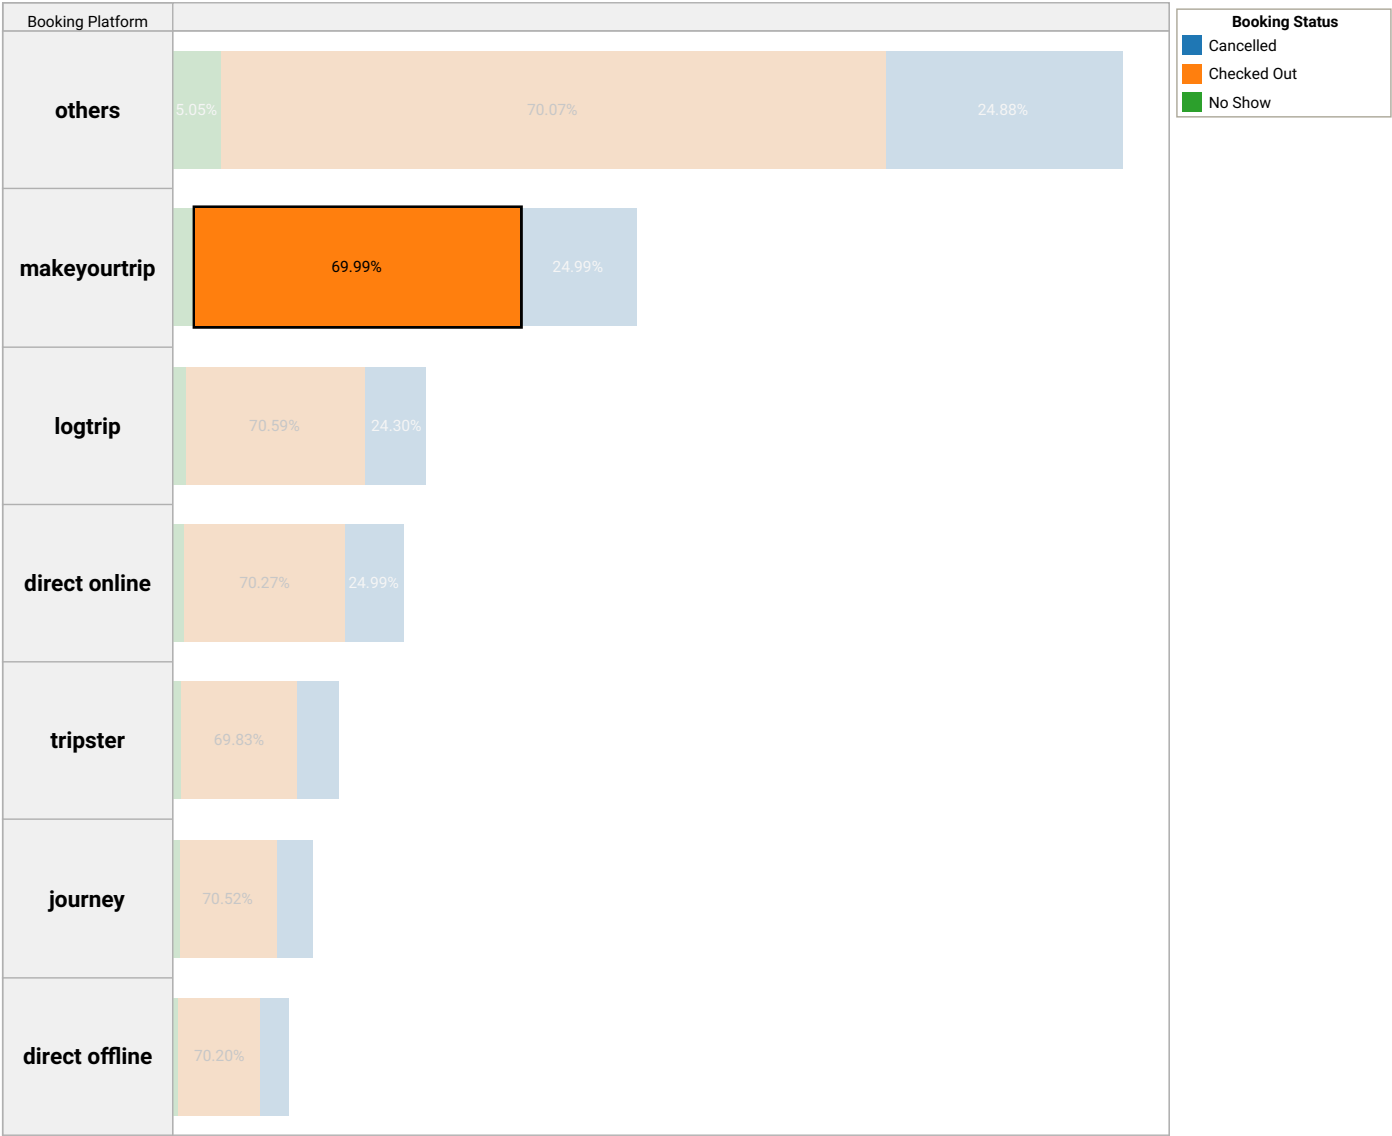 Booking Platform
Booking Status
Cancelled
Checked Out
No Show
others
5.05%
70.07%
24.88%
makeyourtrip
69.99%
24.99%
logtrip
70.59%
24.30%
direct online
70.27%
24.99%
tripster
69.83%
journey
70.52%
direct offline
70.20%